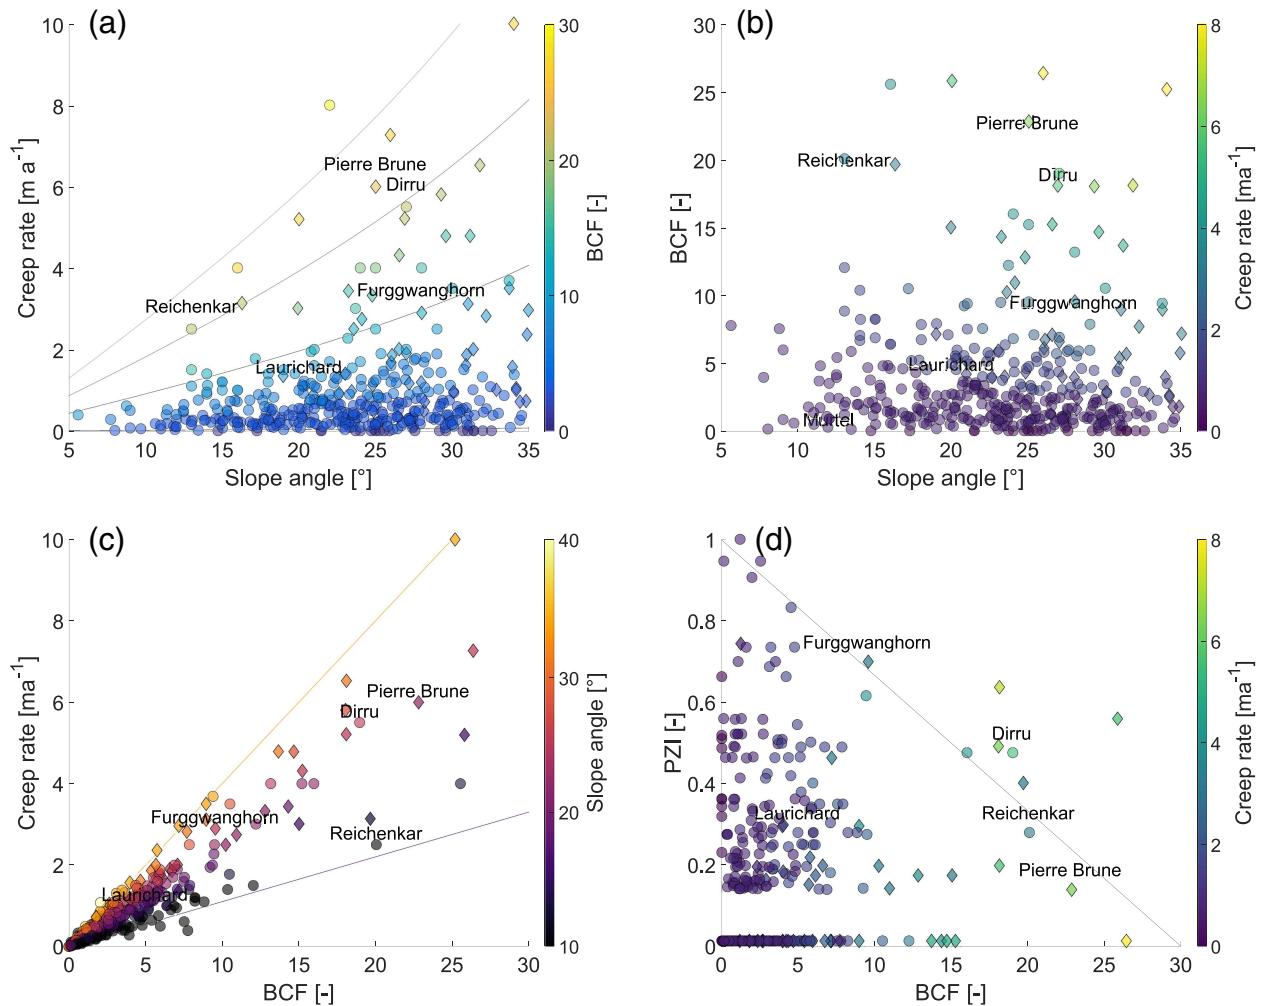 (a)
10
8
6
4
2
0
Creep rate [m a⁻¹]
5
10
15
20
25
30
35
Slope angle [°]
Pierre Brune
Dirru
Reichenkar
Furggwanghorn
Laurichard
30
20
10
0
BCF [-]
(b)
30
25
20
15
10
5
0
BCF [-]
5
10
15
20
25
30
35
Slope angle [°]
Pierre Brune
Reichenkar
Dirru
Furggwanghorn
Laurichard
Murtel
8
6
4
2
0
Creep rate [ma⁻¹]
(c)
10
8
6
4
2
0
Creep rate [ma⁻¹]
0
5
10
15
20
25
30
BCF [-]
Pierre Brune
Dirru
Furggwanghorn
Reichenkar
Laurichard
40
30
20
10
Slope angle [°]
(d)
1
0.8
0.6
0.4
0.2
0
PZI [-]
0
5
10
15
20
25
30
BCF [-]
Furggwanghorn
Dirru
Laurichard
Reichenkar
Pierre Brune
8
6
4
2
0
Creep rate [ma⁻¹]